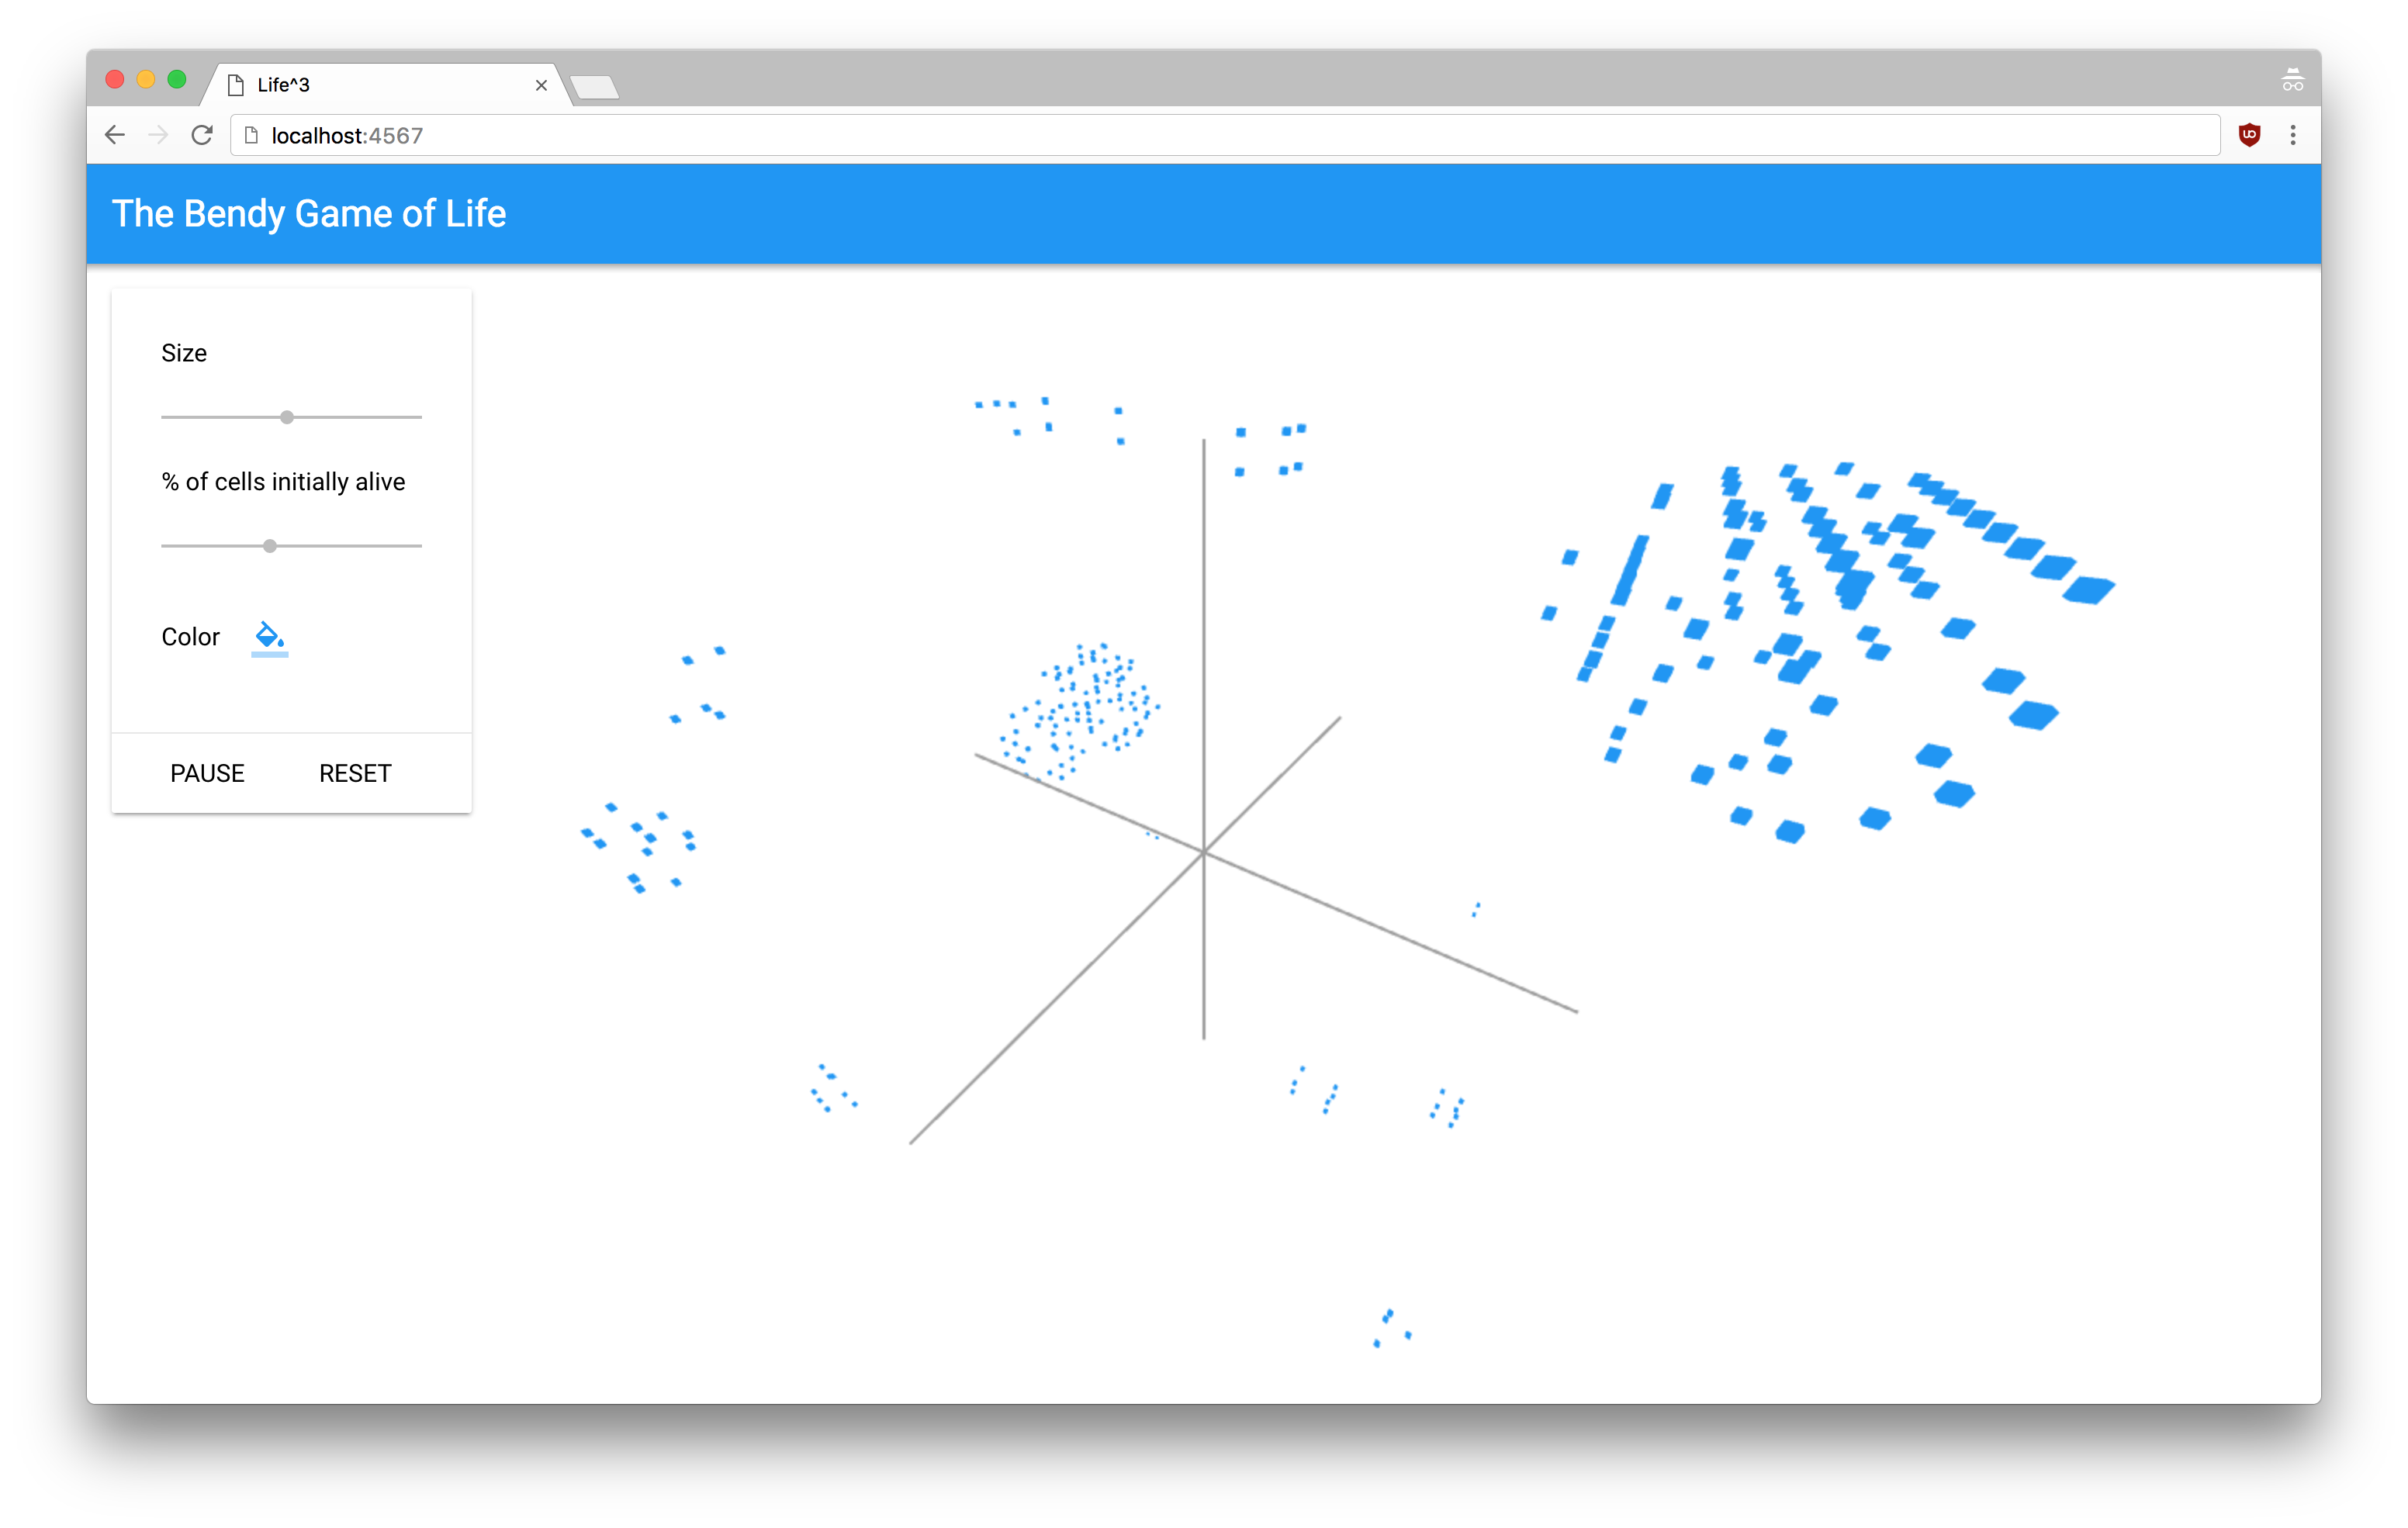 Life^3
localhost:4567
The Bendy Game of Life
Size
% of cells initially alive
Color
PAUSE RESET